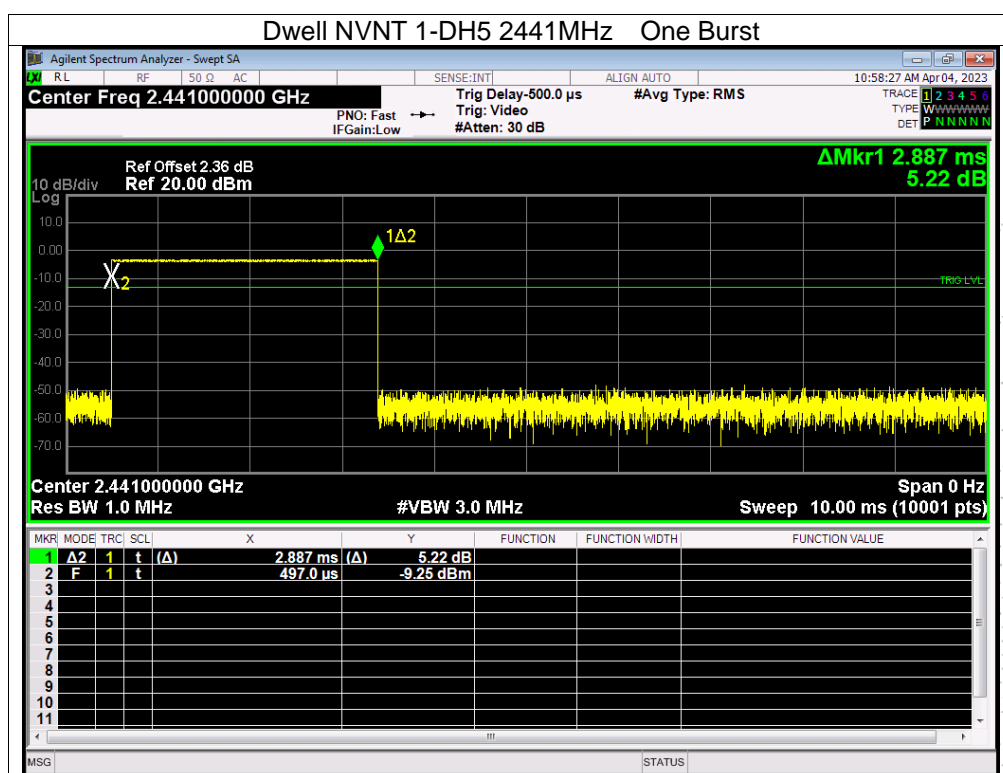 Dwell NVNT 1-DH5 2441MHz One Burst
Agilent Spectrum Analyzer - Swept SA
LXI RL RF 50 Ω AC SENSE:INT ALIGN AUTO 10:58:27 AM Apr 04, 2023
Center Freq 2.441000000 GHz Trig Delay-500.0 µs #Avg Type: RMS TRACE 1 2 3 4 5 6
PNO: Fast Trig: Video TYPE WWWWWW
IFGain:Low #Atten: 30 dB DET P N N N N N
ΔMkr1 2.887 ms
Ref Offset 2.36 dB
10 dB/div Ref 20.00 dBm 5.22 dB
Log
10.0
1Δ2
0.00
-10.0
X2
TRIG LVL
-20.0
-30.0
-40.0
-50.0
-60.0
-70.0
Center 2.441000000 GHz Span 0 Hz
Res BW 1.0 MHz #VBW 3.0 MHz Sweep 10.00 ms (10001 pts)
MKR MODE TRC SCL X Y FUNCTION FUNCTION WIDTH FUNCTION VALUE
1 Δ2 1 t (Δ) 2.887 ms (Δ) 5.22 dB
2 F 1 t 497.0 µs -9.25 dBm
3
4
5
6
7
8
9
10
11
MSG STATUS